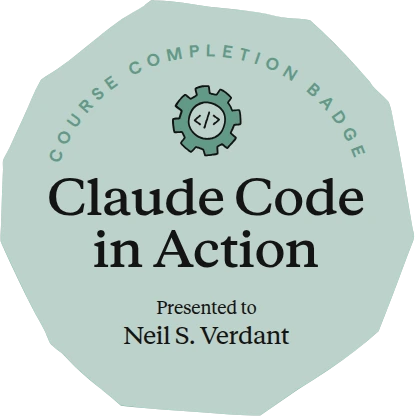 COURSE COMPLETION BADGE
</>
Claude Code
in Action
Presented to
Neil S. Verdant